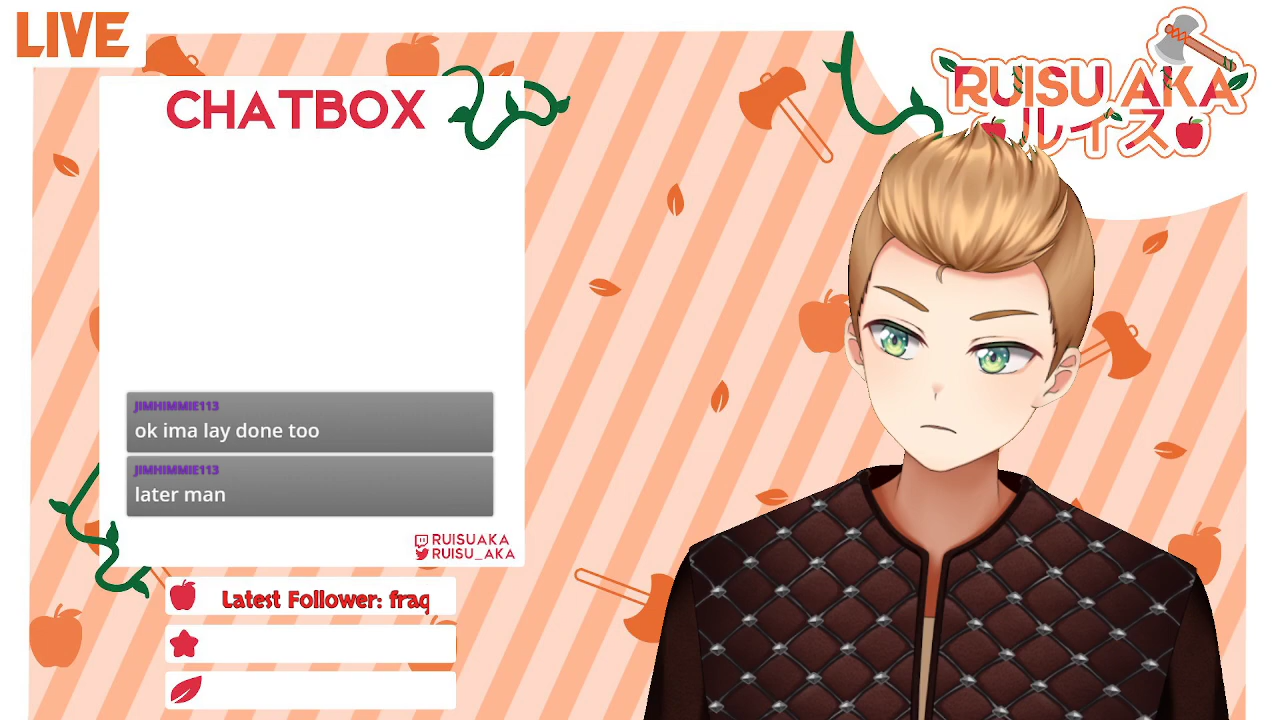 LIVE
RUISU AKA
ルイス
CHATBOX
JIMHIMMIE113
ok ima lay done too
JIMHIMMIE113
later man
RUISUAKA
RUISU_AKA
Latest Follower: fraq